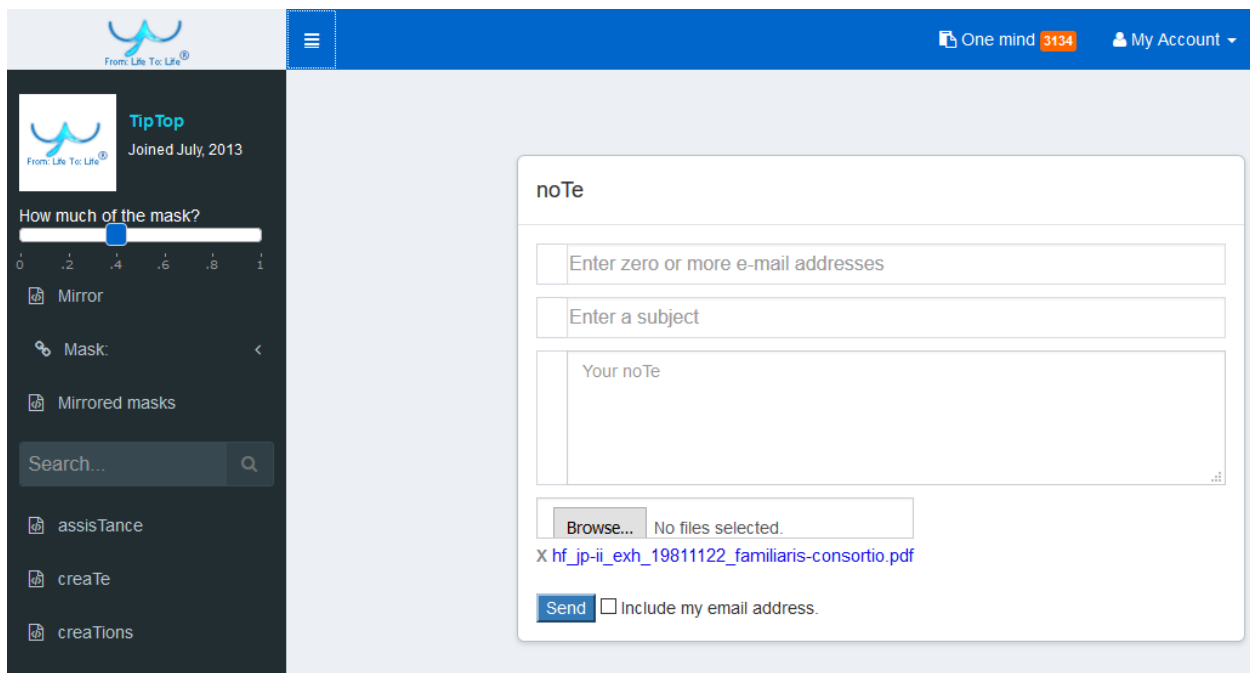 From: Life To: Life®
One mind 3134 My Account
TipTop
Joined July, 2013
From: Life To: Life®
How much of the mask?
0 .2 .4 .6 .8 1
Mirror
Mask:
Mirrored masks
Search...
assisTance
creaTe
creaTions
noTe
Enter zero or more e-mail addresses
Enter a subject
Your noTe
Browse... No files selected.
X hf_jp-ii_exh_19811122_familiaris-consortio.pdf
Send Include my email address.